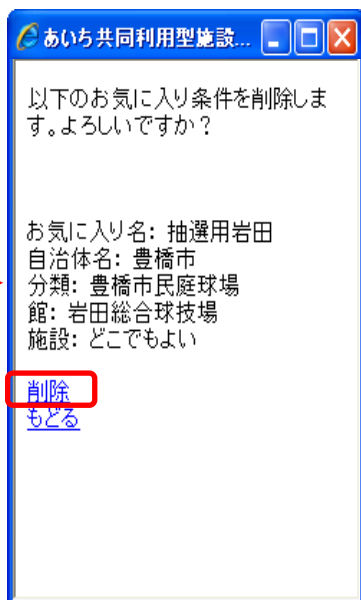 あいち共同利用型施設...
以下のお気に入り条件を削除しま
す。よろしいですか？
お気に入り名: 抽選用岩田
自治体名: 豊橋市
分類: 豊橋市民庭球場
館: 岩田総合球技場
施設: どこでもよい
削除
もどる